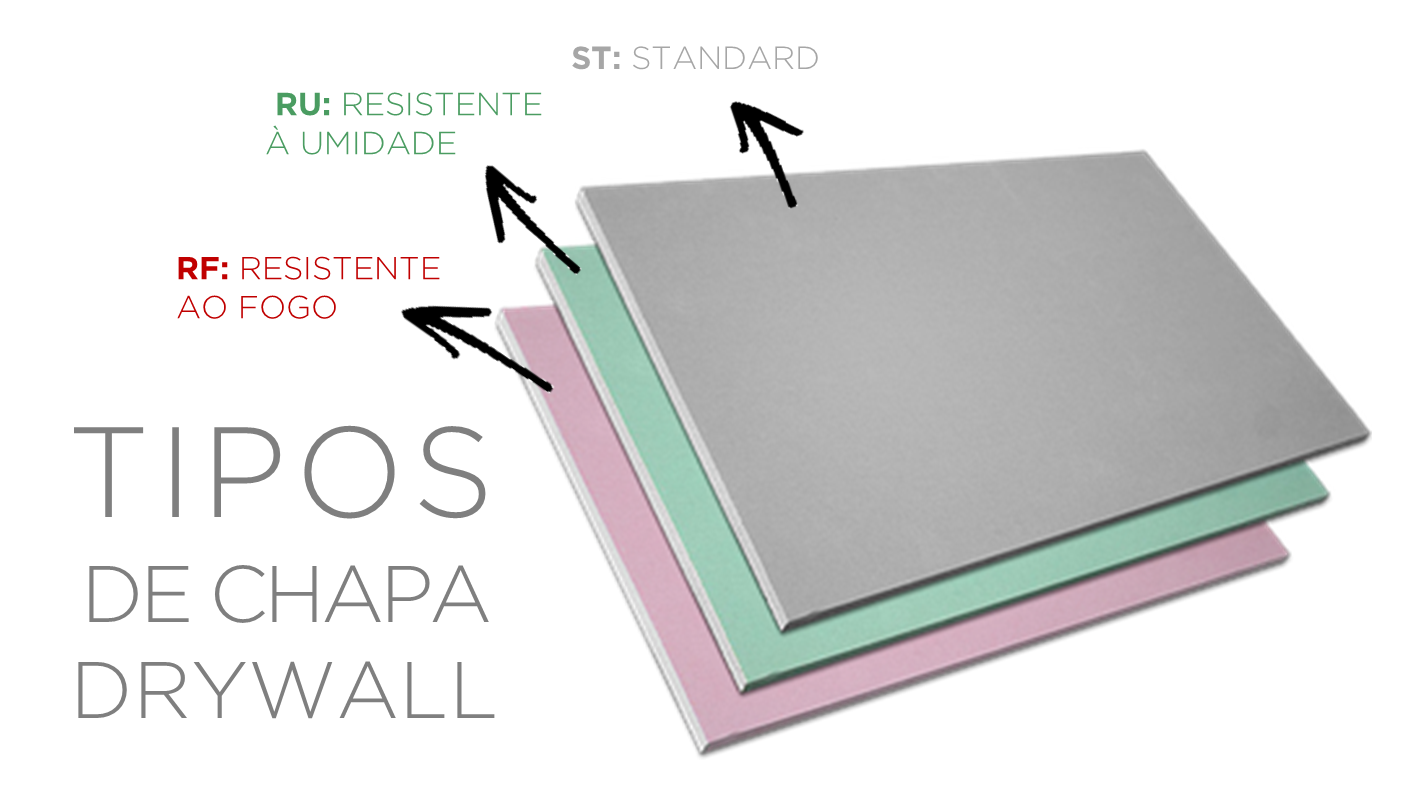 ST: STANDARD
RU: RESISTENTE
À UMIDADE
RF: RESISTENTE
AO FOGO
TIPOS
DE CHAPA
DRYWALL